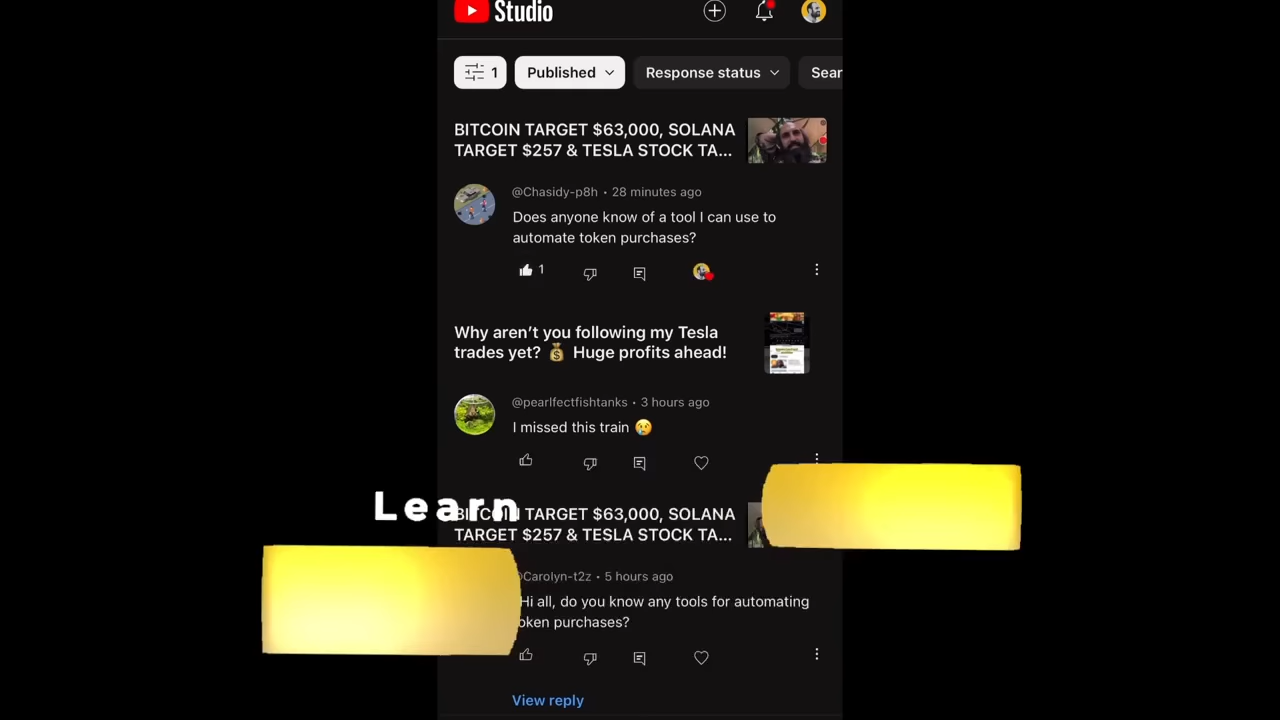 Studio
1
Published
Response status
Sear
BITCOIN TARGET $63,000, SOLANA
TARGET $257 & TESLA STOCK TA...
@Chasidy-p8h • 28 minutes ago
Does anyone know of a tool I can use to
automate token purchases?
1
Why aren't you following my Tesla
trades yet? 💰 Huge profits ahead!
@pearlfectfishtanks • 3 hours ago
I missed this train 😢
Learn
BITCOIN TARGET $63,000, SOLANA
TARGET $257 & TESLA STOCK TA...
@Carolyn-t2z • 5 hours ago
Hi all, do you know any tools for automating
oken purchases?
View reply